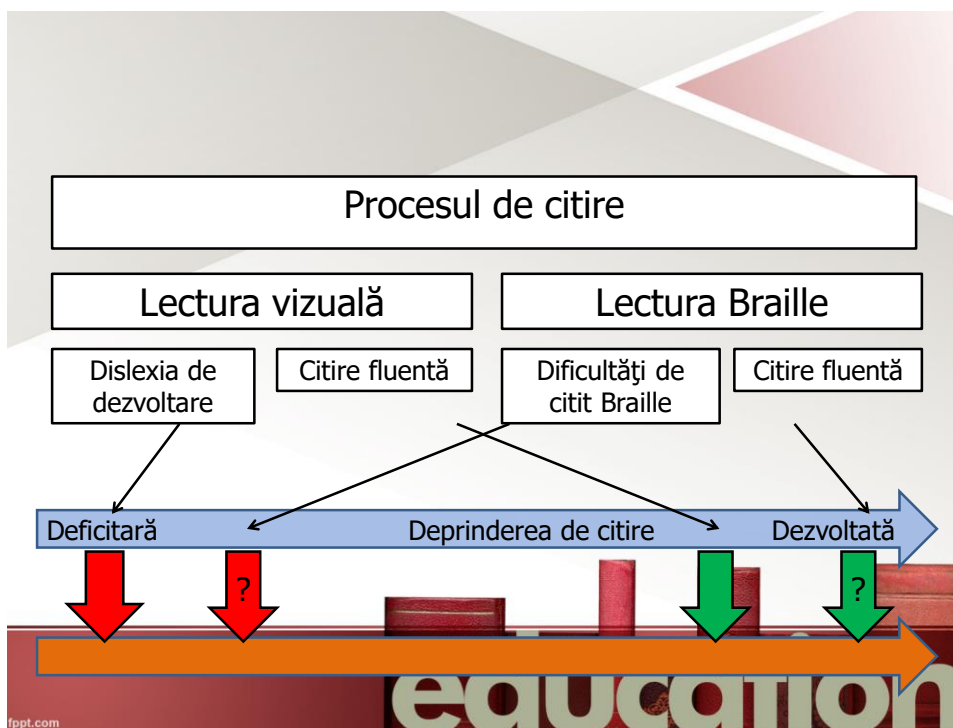 Procesul de citire
Lectura vizuală
Lectura Braille
Dislexia de
dezvoltare
Citire fluentă
Dificultăţi de
citit Braille
Citire fluentă
Deficitară
Deprinderea de citire
Dezvoltată
?
?
education
fppt.com